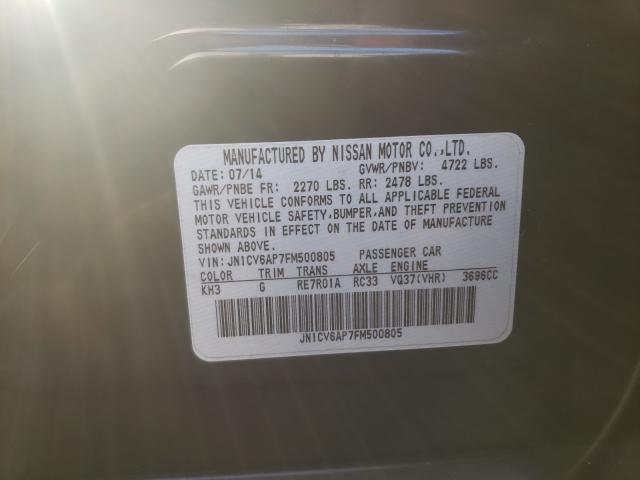 MANUFACTURED BY NISSAN MOTOR CO.,LTD.
DATE: 07/14 GVWR/PNBV: 4722 LBS.
GAWR/PNBE FR: 2270 LBS. RR: 2478 LBS.
THIS VEHICLE CONFORMS TO ALL APPLICABLE FEDERAL
MOTOR VEHICLE SAFETY,BUMPER,AND THEFT PREVENTION
STANDARDS IN EFFECT ON THE DATE OF MANUFACTURE
SHOWN ABOVE.
VIN: JN1CV6AP7FM500805 PASSENGER CAR
COLOR TRIM TRANS AXLE ENGINE
KH3 G RE7R01A RC33 VQ37(VHR) 3696CC
JN1CV6AP7FM500805